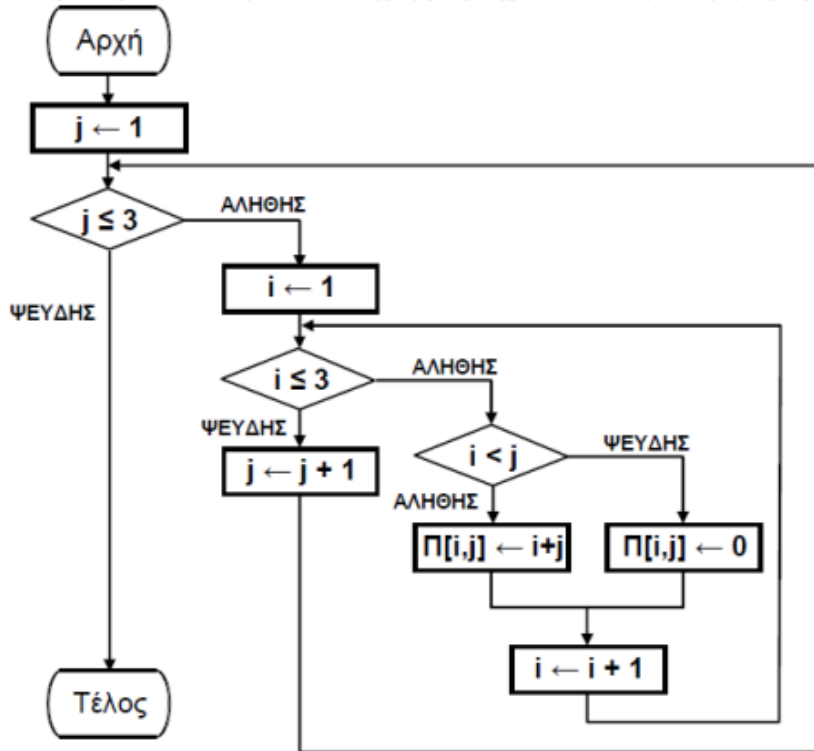 Αρχή
j ← 1
j ≤ 3
ΑΛΗΘΗΣ
i ← 1
ΨΕΥΔΗΣ
i ≤ 3
ΑΛΗΘΗΣ
ΨΕΥΔΗΣ
i < j
ΨΕΥΔΗΣ
j ← j + 1
ΑΛΗΘΗΣ
Π[i,j] ← i+j
Π[i,j] ← 0
i ← i + 1
Τέλος